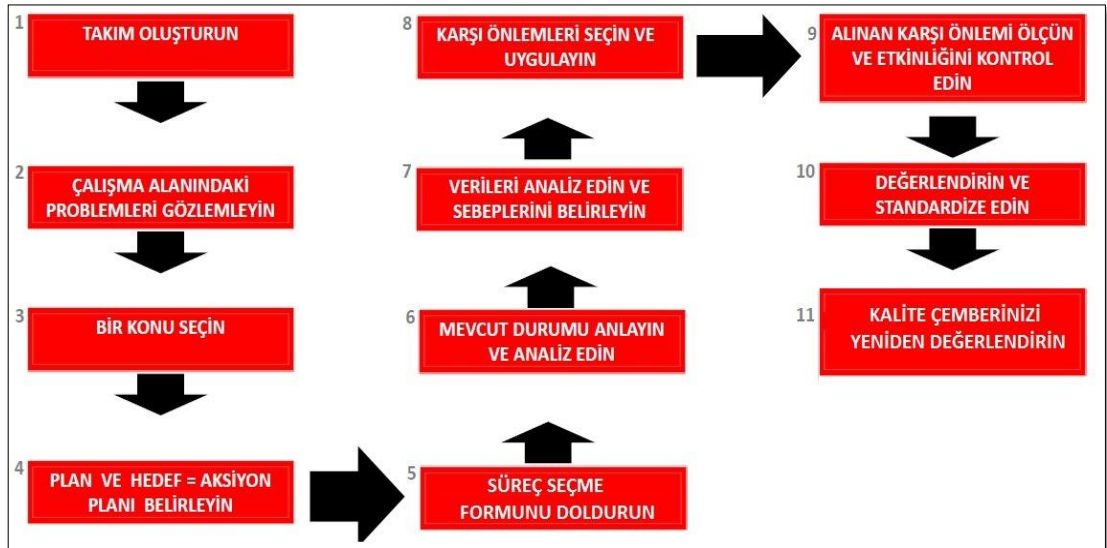 1
TAKIM OLUŞTURUN
2
ÇALIŞMA ALANINDAKİ
PROBLEMLERİ GÖZLEMLEYİN
3
BİR KONU SEÇİN
4
PLAN VE HEDEF = AKSİYON
PLANI BELİRLEYİN
5
SÜREÇ SEÇME
FORMUNU DOLDURUN
6
MEVCUT DURUMU ANLAYIN
VE ANALİZ EDİN
7
VERİLERİ ANALİZ EDİN VE
SEBEPLERİNİ BELİRLEYİN
8
KARŞI ÖNLEMLERİ SEÇİN VE
UYGULAYIN
9
ALINAN KARŞI ÖNLEMİ ÖLÇÜN
VE ETKİNLİĞİNİ KONTROL
EDİN
10
DEĞERLENDİRİN VE
STANDARDİZE EDİN
11
KALİTE ÇEMBERİNİZİ
YENİDEN DEĞERLENDİRİN